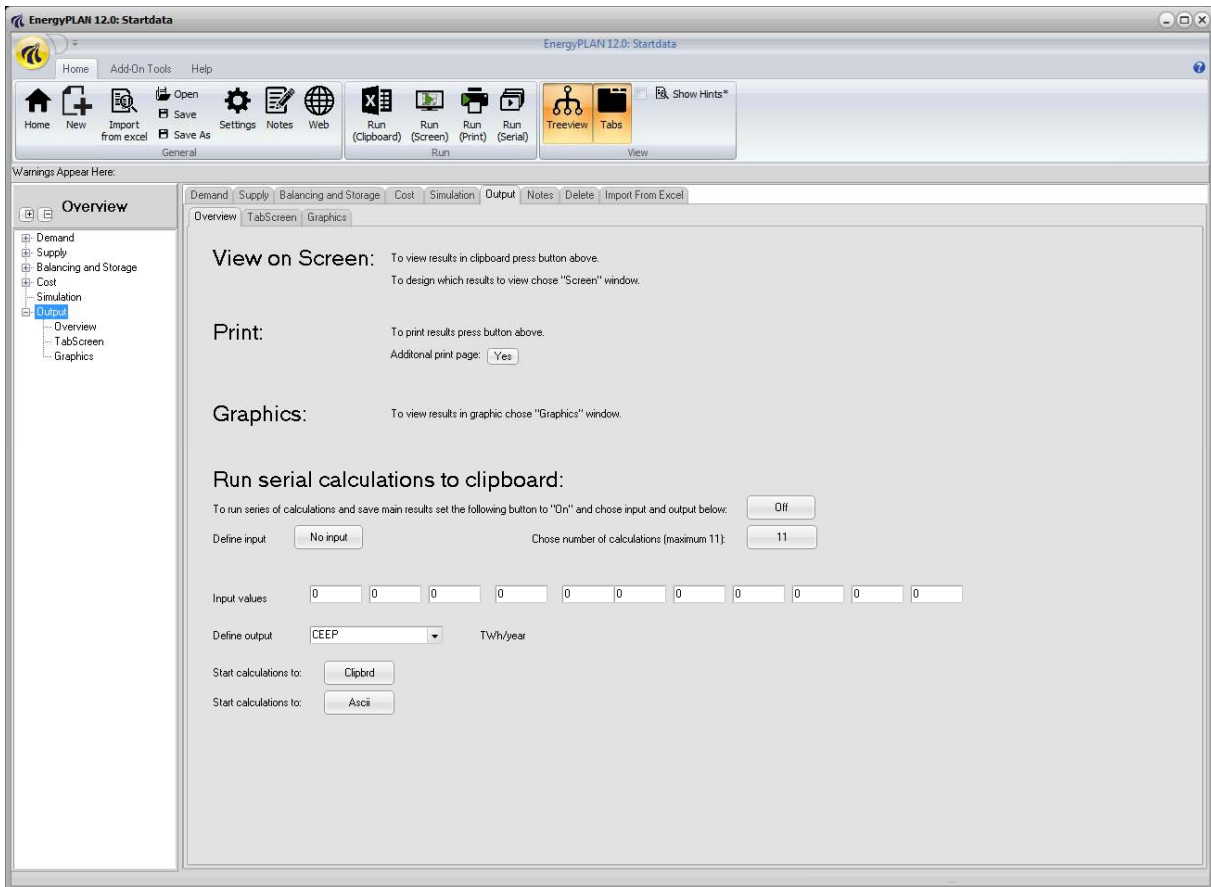 EnergyPLAN 12.0: Startdata
EnergyPLAN 12.0: Startdata
Home Add-On Tools Help
Home New Import from excel Open Save Save As Settings Notes Web Run (Clipboard) Run (Screen) Run (Print) Run (Serial) Treeview Tabs Show Hints*
General Run View
Warnings Appear Here:
Overview
Demand
Supply
Balancing and Storage
Cost
Simulation
Output
Overview
TabScreen
Graphics
Demand Supply Balancing and Storage Cost Simulation Output Notes Delete Import From Excel
Overview TabScreen Graphics
View on Screen: To view results in clipboard press button above.
To design which results to view chose "Screen" window.
Print: To print results press button above.
Additonal print page: Yes
Graphics: To view results in graphic chose "Graphics" window.
Run serial calculations to clipboard:
To run series of calculations and save main results set the following button to "On" and chose input and output below: Off
Define input No input Chose number of calculations (maximum 11): 11
Input values 0 0 0 0 0 0 0 0 0 0 0
Define output CEEP TWh/year
Start calculations to: Clipbrd
Start calculations to: Ascii